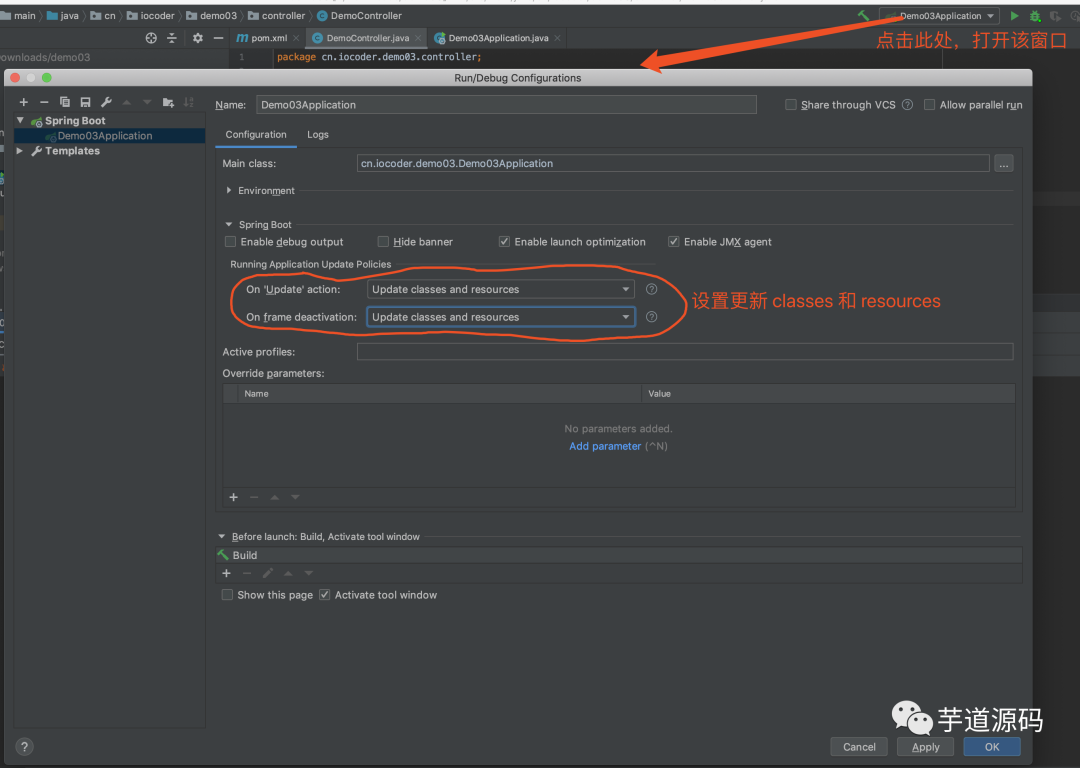 main java cn iocoder demo03 controller DemoController
Demo03Application
点击此处，打开该窗口
pom.xml DemoController.java Demo03Application.java
ownloads/demo03
1 package cn.iocoder.demo03.controller;
Run/Debug Configurations
Name: Demo03Application Share through VCS Allow parallel run
Spring Boot
Demo03Application
Templates
Configuration Logs
Main class: cn.iocoder.demo03.Demo03Application ...
Environment
Spring Boot
Enable debug output Hide banner Enable launch optimization Enable JMX agent
Running Application Update Policies
On 'Update' action: Update classes and resources
On frame deactivation: Update classes and resources
设置更新 classes 和 resources
Active profiles:
Override parameters:
Name Value
No parameters added.
Add parameter (^N)
Before launch: Build, Activate tool window
Build
Show this page Activate tool window
芋道源码
? Cancel Apply OK